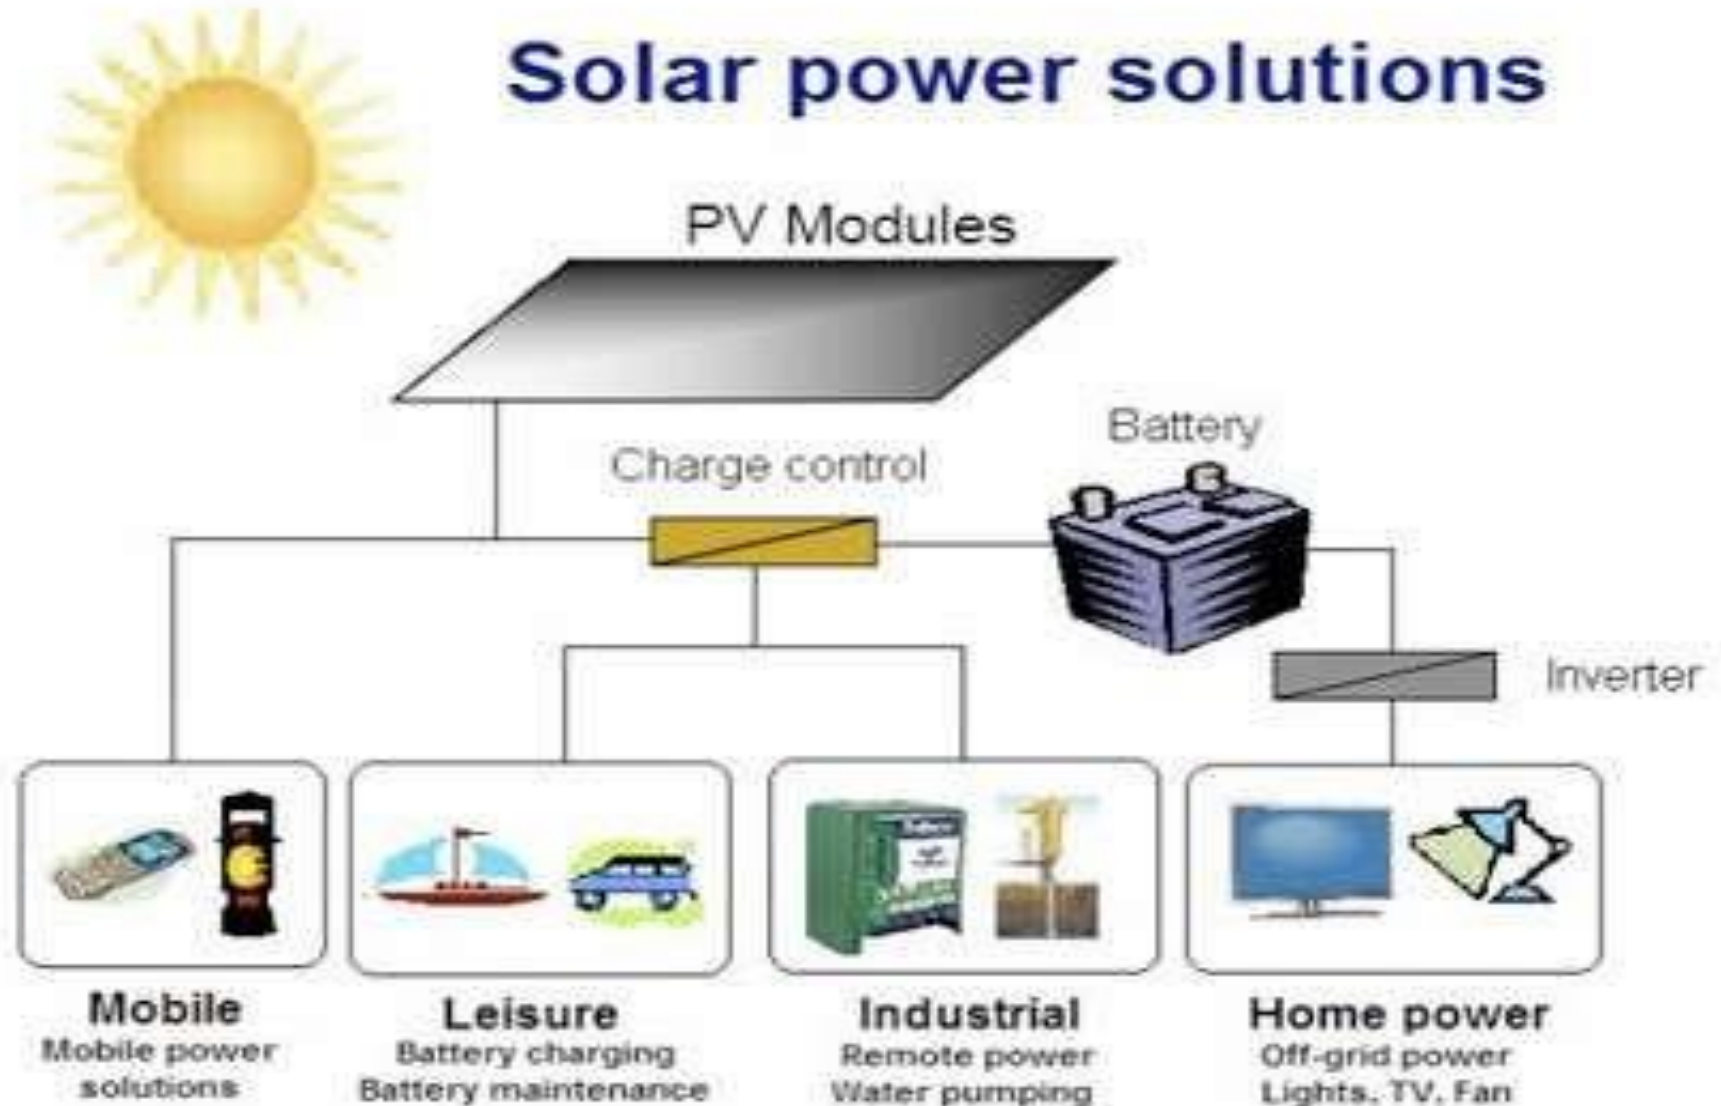 Solar power solutions
PV Modules
Battery
Charge control
Inverter
Mobile
Mobile power
solutions
Leisure
Battery charging
Battery maintenance
Industrial
Remote power
Water pumping
Home power
Off-grid power
Lights, TV, Fan